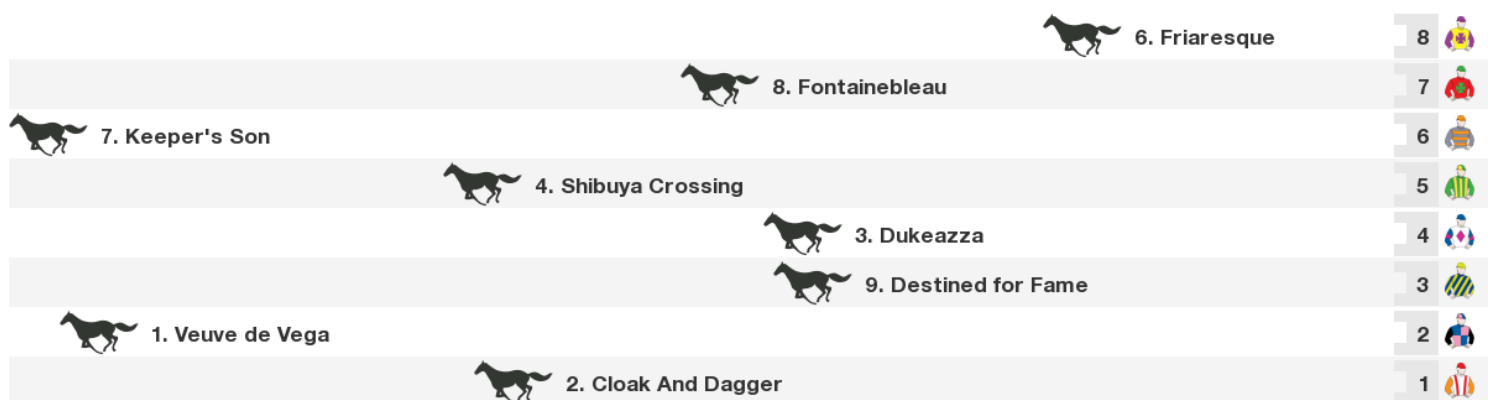 6. Friaresque 8
8. Fontainebleau 7
7. Keeper's Son 6
4. Shibuya Crossing 5
3. Dukeazza 4
9. Destined for Fame 3
1. Veuve de Vega 2
2. Cloak And Dagger 1